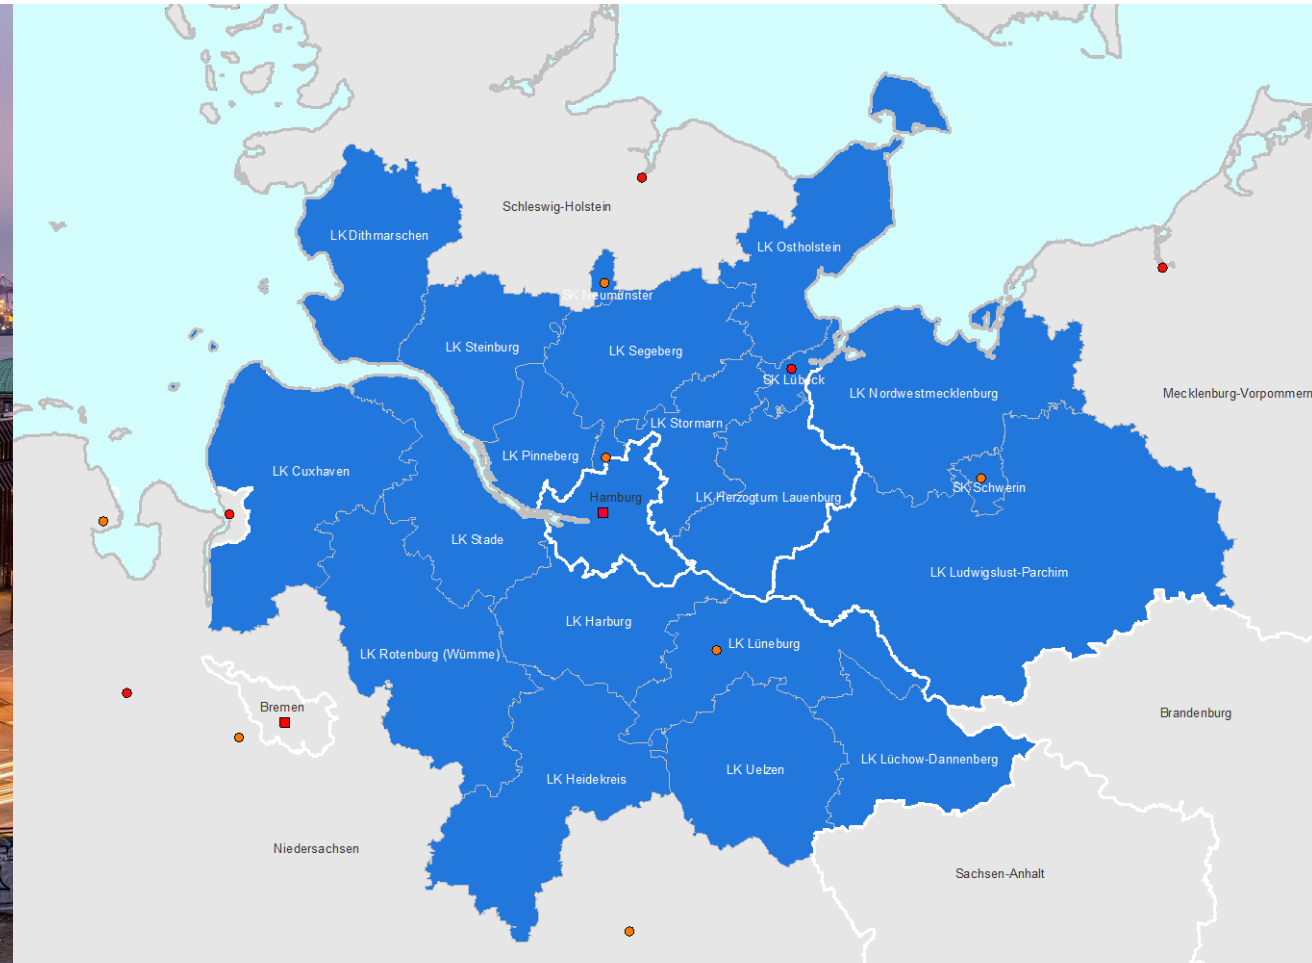 Schleswig-Holstein
LK Dithmarschen
LK Ostholstein
SK Neumünster
LK Steinburg
LK Segeberg
SK Lübeck
LK Nordwestmecklenburg
Mecklenburg-Vorpommern
LK Stormarn
LK Pinneberg
LK Cuxhaven
SK Schwerin
Hamburg
LK Herzogtum Lauenburg
LK Stade
LK Ludwigslust-Parchim
LK Harburg
LK Lüneburg
LK Rotenburg (Wümme)
Bremen
Brandenburg
LK Lüchow-Dannenberg
LK Uelzen
LK Heidekreis
Niedersachsen
Sachsen-Anhalt